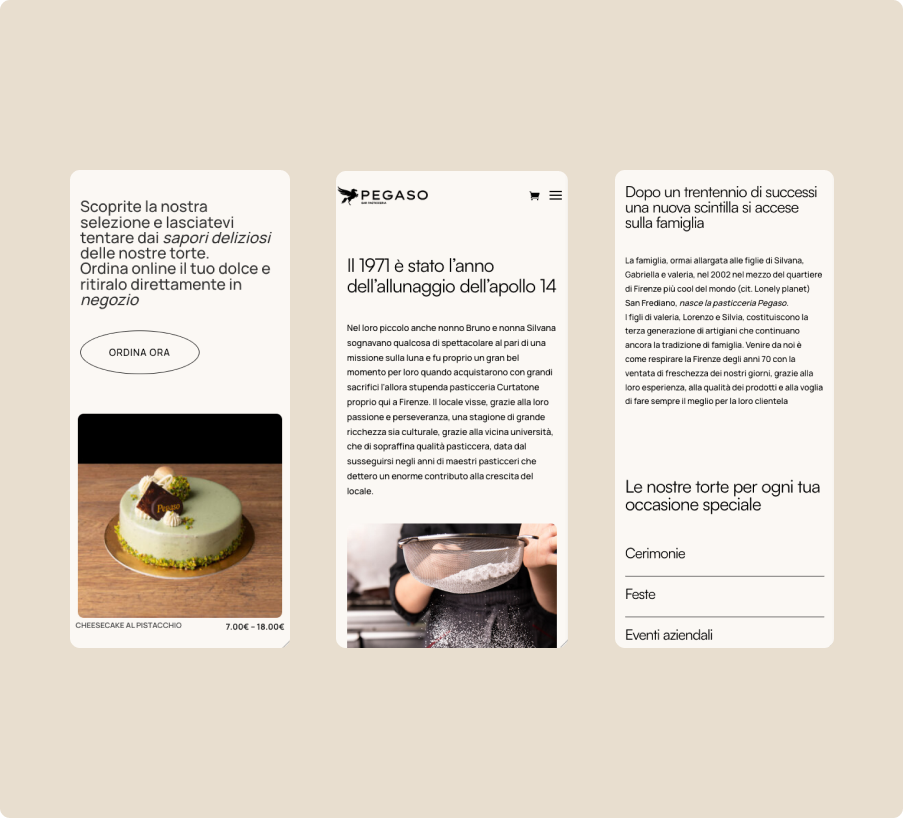 Scoprite la nostra
selezione e lasciatevi
tentare dai sapori deliziosi
delle nostre torte.
Ordina online il tuo dolce e
ritiralo direttamente in
negozio
ORDINA ORA
Pegaso
CHEESECAKE AL PISTACCHIO
7.00€ – 18.00€
PEGASO
Il 1971 è stato l’anno
dell’allunaggio dell’apollo 14
Nel loro piccolo anche nonno Bruno e nonna Silvana
sognavano qualcosa di spettacolare al pari di una
missione sulla luna e fu proprio un gran bel
momento per loro quando acquistarono con grandi
sacrifici l'allora stupenda pasticceria Curtatone
proprio qui a Firenze. Il locale visse, grazie alla loro
passione e perseveranza, una stagione di grande
ricchezza sia culturale, grazie alla vicina università,
che di sopraffina qualità pasticcera, data dal
susseguirsi negli anni di maestri pasticceri che
dettero un enorme contributo alla crescita del
locale.
Dopo un trentennio di successi
una nuova scintilla si accese
sulla famiglia
La famiglia, ormai allargata alle figlie di Silvana,
Gabriella e valeria, nel 2002 nel mezzo del quartiere
di Firenze più cool del mondo (cit. Lonely planet)
San Frediano, nasce la pasticceria Pegaso.
I figli di valeria, Lorenzo e Silvia, costituiscono la
terza generazione di artigiani che continuano
ancora la tradizione di famiglia. Venire da noi è
come respirare la Firenze degli anni 70 con la
ventata di freschezza dei nostri giorni, grazie alla
loro esperienza, alla qualità dei prodotti e alla voglia
di fare sempre il meglio per la loro clientela
Le nostre torte per ogni tua
occasione speciale
Cerimonie
Feste
Eventi aziendali